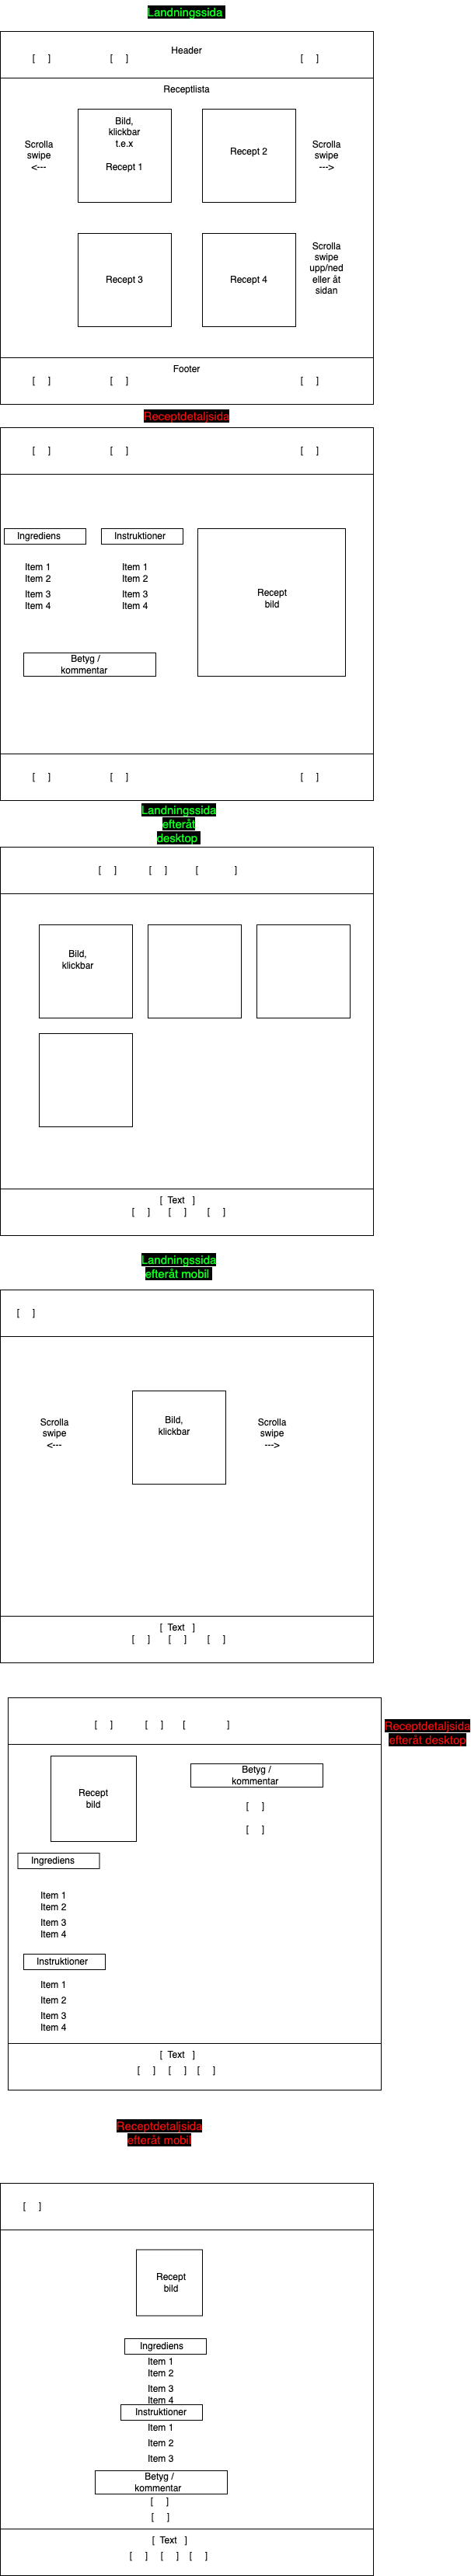 Landningssida
Header
[ ] [ ] [ ]
Receptlista
Scrolla
swipe
<---
Bild,
klickbar
t.e.x
Recept 1
Recept 2
Scrolla
swipe
--->
Recept 3
Recept 4
Scrolla
swipe
upp/ned
eller åt
sidan
Footer
[ ] [ ] [ ]
Receptdetaljsida
[ ] [ ] [ ]
Ingrediens
Item 1
Item 2
Item 3
Item 4
Instruktioner
Item 1
Item 2
Item 3
Item 4
Recept
bild
Betyg /
kommentar
[ ] [ ] [ ]
Landningssida
efteråt
desktop
[ ] [ ] [ ]
Bild,
klickbar
[ Text ]
[ ] [ ] [ ]
Landningssida
efteråt mobil
[ ]
Scrolla
swipe
<---
Bild,
klickbar
Scrolla
swipe
--->
[ Text ]
[ ] [ ] [ ]
Receptdetaljsida
efteråt desktop
[ ] [ ] [ ]
Recept
bild
Betyg /
kommentar
[ ]
[ ]
Ingrediens
Item 1
Item 2
Item 3
Item 4
Instruktioner
Item 1
Item 2
Item 3
Item 4
[ Text ]
[ ] [ ] [ ]
Receptdetaljsida
efteråt mobil
[ ]
Recept
bild
Ingrediens
Item 1
Item 2
Item 3
Item 4
Instruktioner
Item 1
Item 2
Item 3
Betyg /
kommentar
[ ]
[ ]
[ Text ]
[ ] [ ] [ ]